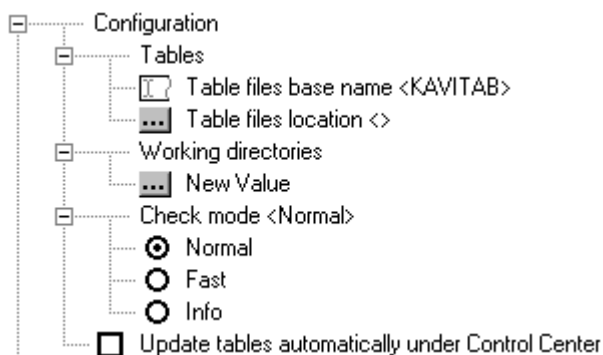 Configuration
Tables
Table files base name <KAVITAB>
Table files location <>
Working directories
New Value
Check mode <Normal>
Normal
Fast
Info
Update tables automatically under Control Center